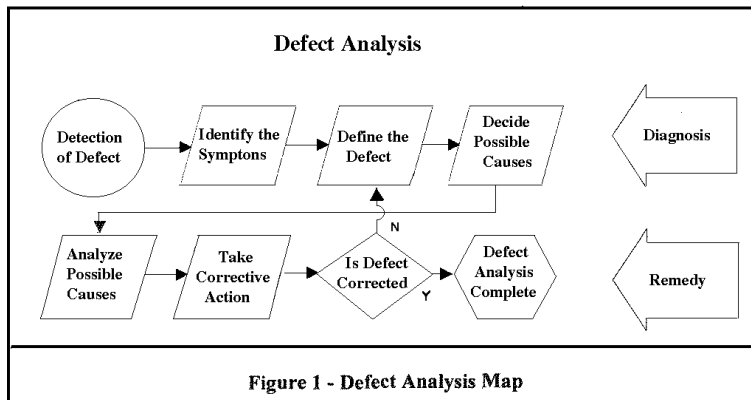 Defect Analysis
Detection
of Defect
Identify the
Symptons
Define the
Defect
Decide
Possible
Causes
Diagnosis
Analyze
Possible
Causes
Take
Corrective
Action
Is Defect
Corrected
N
Y
Defect
Analysis
Complete
Remedy
Figure 1 - Defect Analysis Map